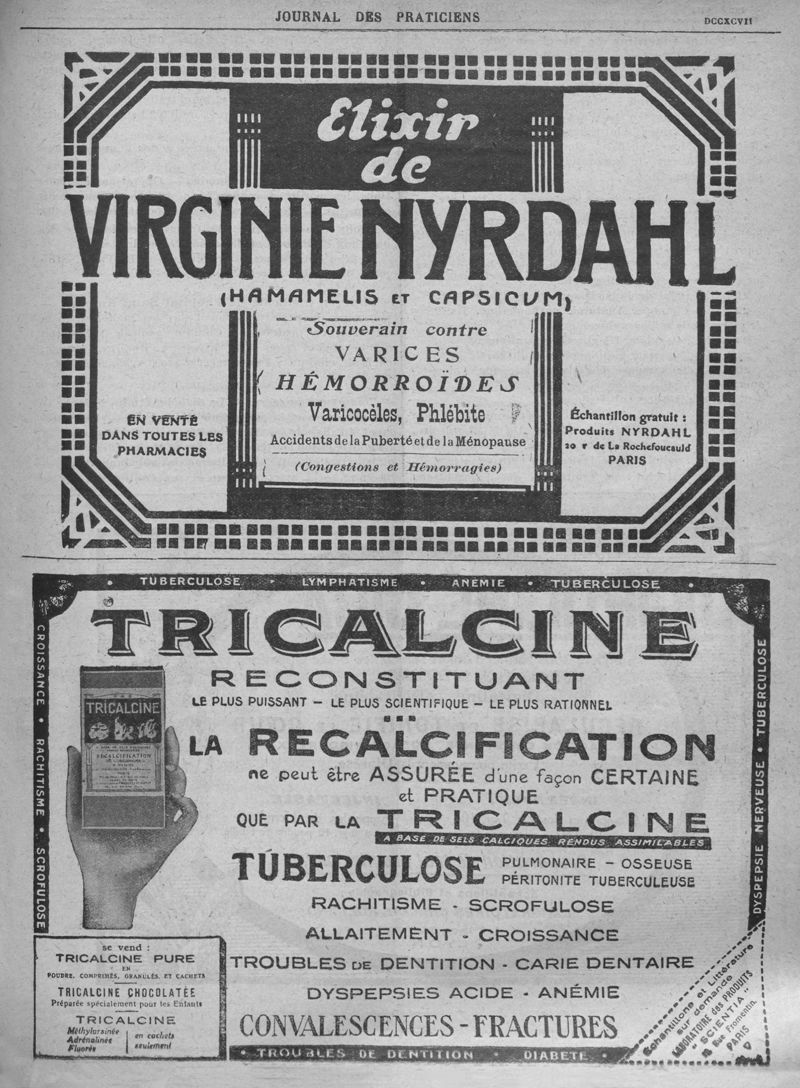 JOURNAL DES PRATICIENS
DCCXCVII
Elixir
de
VIRGINIE NYRDAHL
(HAMAMELIS ET CAPSICUM)
Souverain contre
VARICES
HÉMORROÏDES
Varicocèles, Phlébite
Accidents de la Puberté et de la Ménopause
(Congestions et Hémorragies)
EN VENTE
DANS TOUTES LES
PHARMACIES
Échantillon gratuit :
Produits NYRDAHL
20 r de La Rochefoucauld
PARIS
TUBERCULOSE • LYMPHATISME • ANÉMIE • TUBERCULOSE
CROISSANCE • RACHITISME • SCROFULOSE
DYSPEPSIE NERVEUSE • TUBERCULOSE
TRICALCINE
RECONSTITUANT
LE PLUS PUISSANT – LE PLUS SCIENTIFIQUE – LE PLUS RATIONNEL
LA RECALCIFICATION
ne peut être ASSURÉE d'une façon CERTAINE
et PRATIQUE
QUE PAR LA TRICALCINE
A BASE DE SELS CALCIQUES RENDUS ASSIMILABLES
TRICALCINE
RECALCIFICATION
TUBERCULOSE PULMONAIRE – OSSEUSE
PÉRITONITE TUBERCULEUSE
RACHITISME - SCROFULOSE
ALLAITEMENT - CROISSANCE
TROUBLES DE DENTITION - CARIE DENTAIRE
DYSPEPSIES ACIDE - ANÉMIE
CONVALESCENCES - FRACTURES
se vend :
TRICALCINE PURE
EN
POUDRE, COMPRIMÉS, GRANULÉS, ET CACHETS
TRICALCINE CHOCOLATÉE
Préparée spécialement pour les Enfants
TRICALCINE
Méthylarsinée
Adrénalinée
Fluorée
en cachets
seulement
Échantillons et Littérature
sur demande
LABORATOIRE des PRODUITS
"SCIENTIA"
Rue Fromentin.
PARIS
• TROUBLES DE DENTITION • DIABÈTE •